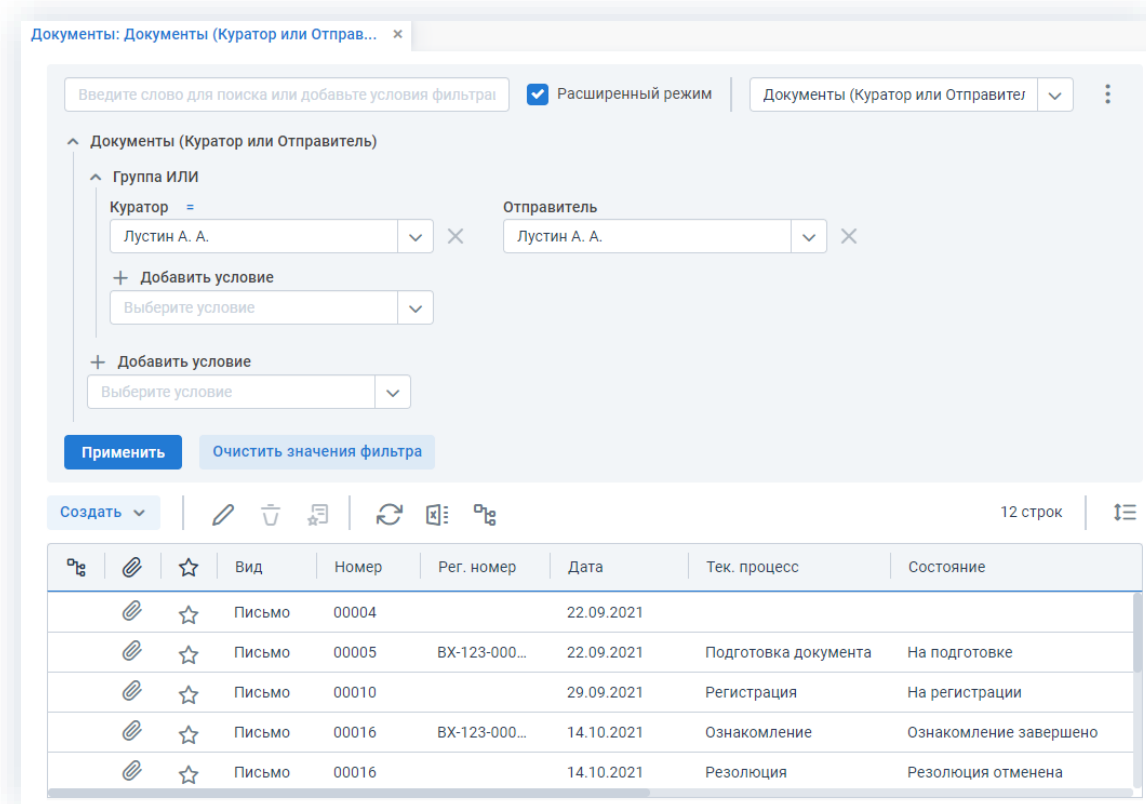 Документы: Документы (Куратор или Отправ... ×
Введите слово для поиска или добавьте условия фильтрац
Расширенный режим
Документы (Куратор или Отправител
Документы (Куратор или Отправитель)
Группа ИЛИ
Куратор = Отправитель
Лустин А. А. Лустин А. А.
+ Добавить условие
Выберите условие
+ Добавить условие
Выберите условие
Применить Очистить значения фильтра
Создать 12 строк
Вид Номер Рег. номер Дата Тек. процесс Состояние
Письмо 00004 22.09.2021
Письмо 00005 ВХ-123-000... 22.09.2021 Подготовка документа На подготовке
Письмо 00010 29.09.2021 Регистрация На регистрации
Письмо 00016 ВХ-123-000... 14.10.2021 Ознакомление Ознакомление завершено
Письмо 00016 14.10.2021 Резолюция Резолюция отменена